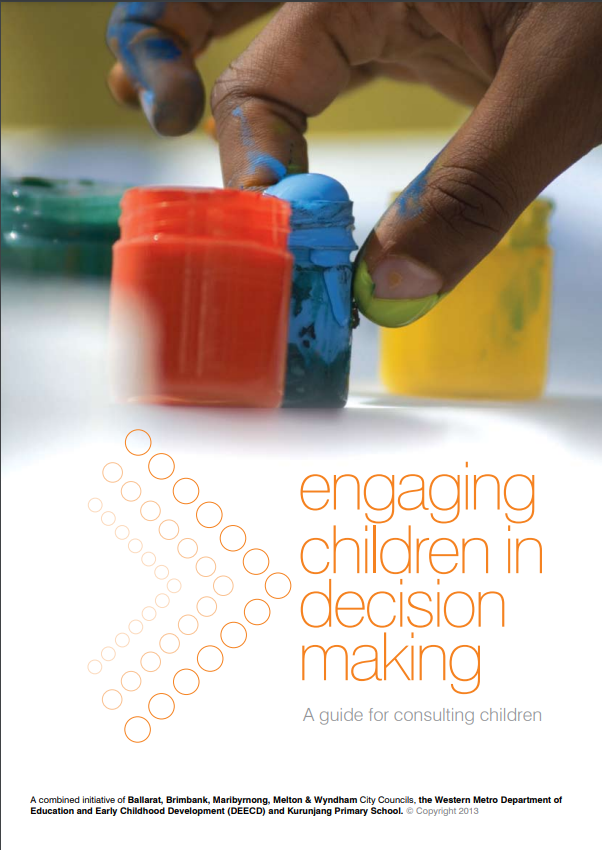 engaging
children in
decision
making
A guide for consulting children
A combined initiative of Ballarat, Brimbank, Maribyrnong, Melton & Wyndham City Councils, the Western Metro Department of
Education and Early Childhood Development (DEECD) and Kurunjang Primary School. © Copyright 2013